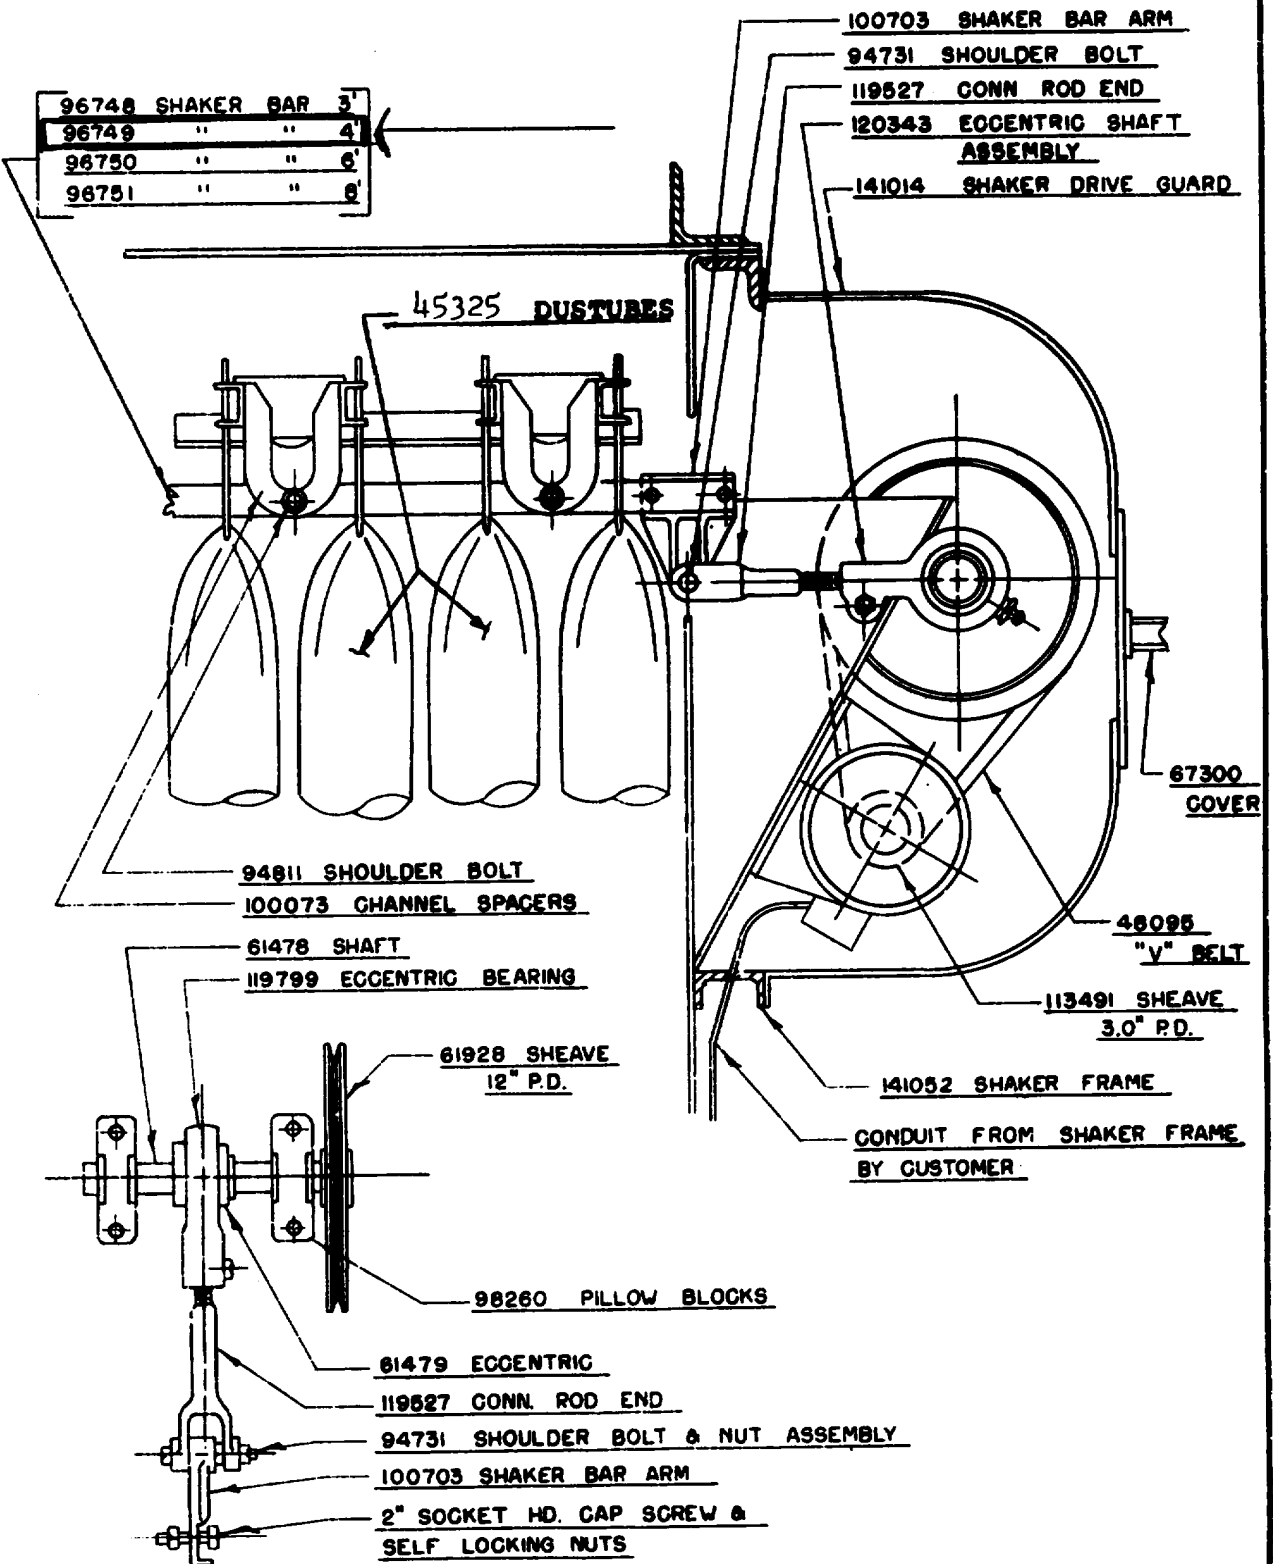 100703 SHAKER BAR ARM
94731 SHOULDER BOLT
119527 CONN ROD END
120343 ECCENTRIC SHAFT
ASSEMBLY
141014 SHAKER DRIVE GUARD
96748 SHAKER BAR 3'
96749 " " 4'
96750 " " 6'
96751 " " 8'
45325 DUSTUBES
67300
COVER
94811 SHOULDER BOLT
100073 CHANNEL SPACERS
46095
"V" BELT
61478 SHAFT
119799 ECCENTRIC BEARING
113491 SHEAVE
3.0" P.D.
61928 SHEAVE
12" P.D.
141052 SHAKER FRAME
CONDUIT FROM SHAKER FRAME
BY CUSTOMER
98260 PILLOW BLOCKS
61479 ECCENTRIC
119527 CONN. ROD END
94731 SHOULDER BOLT & NUT ASSEMBLY
100703 SHAKER BAR ARM
2" SOCKET HD. CAP SCREW &
SELF LOCKING NUTS